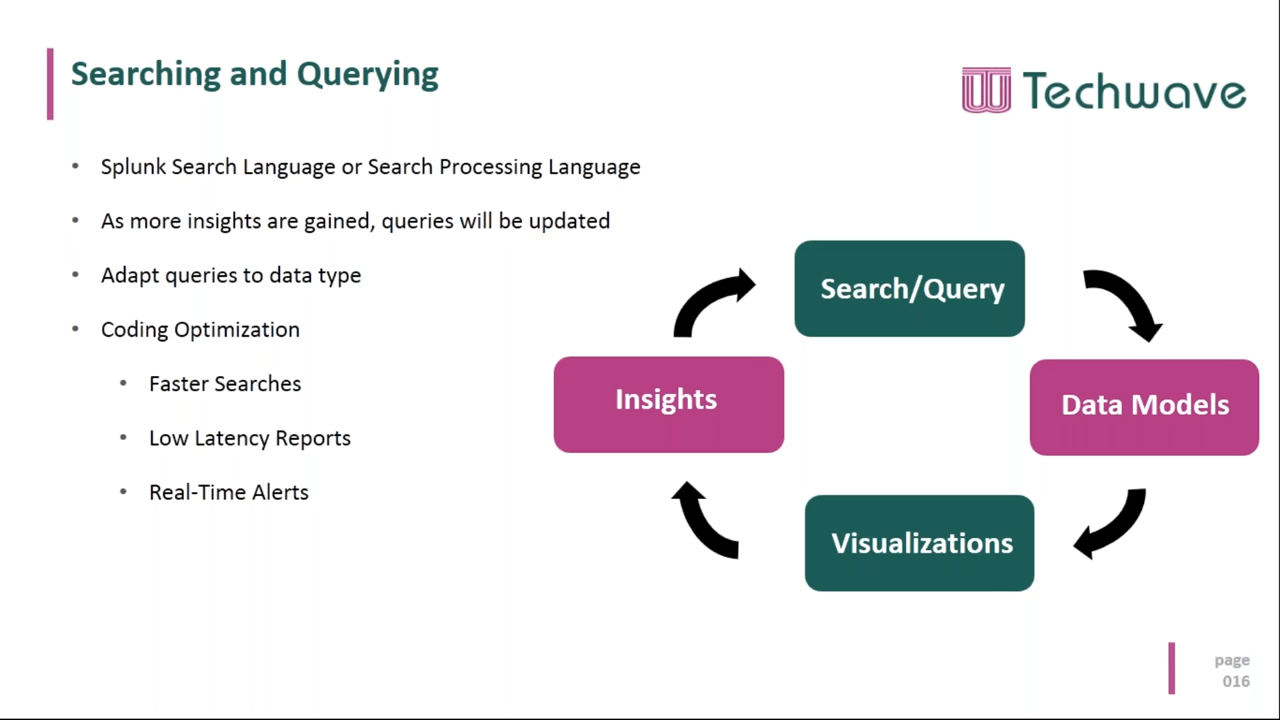 Searching and Querying
Techwave
• Splunk Search Language or Search Processing Language
• As more insights are gained, queries will be updated
• Adapt queries to data type
• Coding Optimization
• Faster Searches
• Low Latency Reports
• Real-Time Alerts
Search/Query
Insights
Data Models
Visualizations
page
016